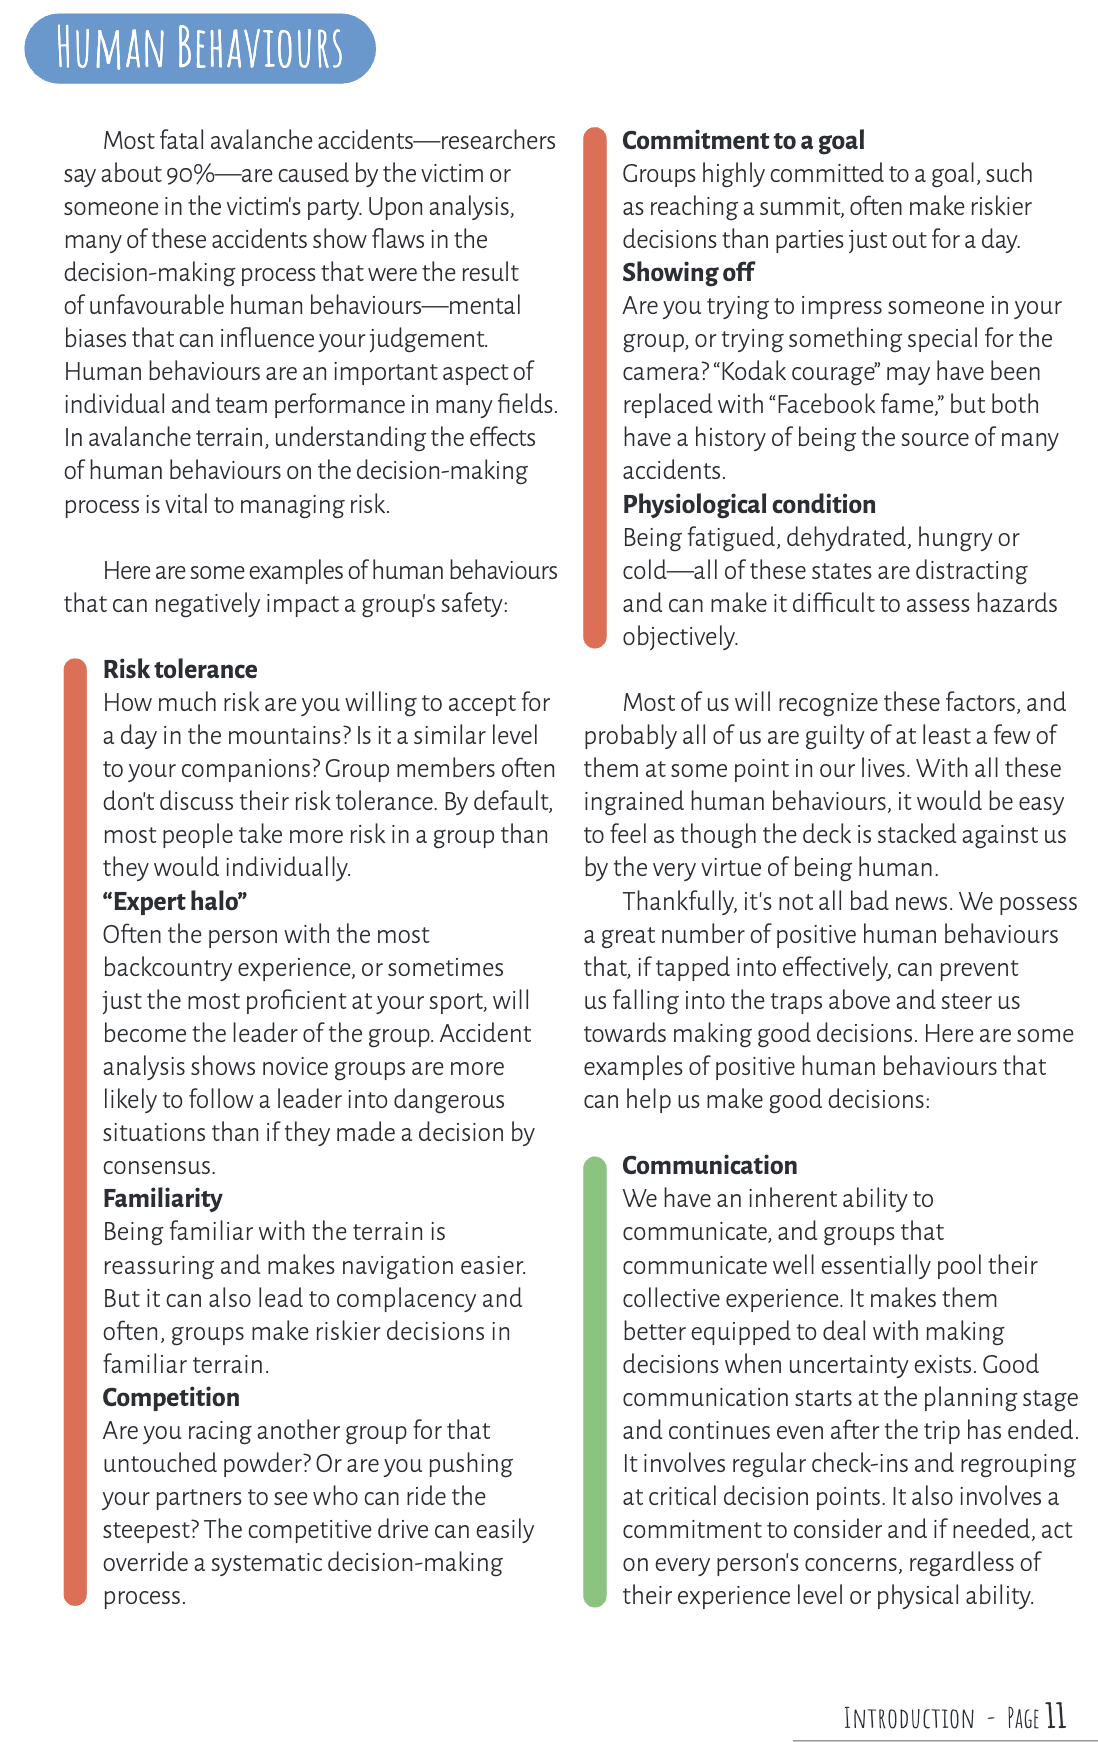 Human Behaviours
Most fatal avalanche accidents—researchers
say about 90%—are caused by the victim or
someone in the victim's party. Upon analysis,
many of these accidents show flaws in the
decision-making process that were the result
of unfavourable human behaviours—mental
biases that can influence your judgement.
Human behaviours are an important aspect of
individual and team performance in many fields.
In avalanche terrain, understanding the effects
of human behaviours on the decision-making
process is vital to managing risk.
Here are some examples of human behaviours
that can negatively impact a group's safety:
Risk tolerance
How much risk are you willing to accept for
a day in the mountains? Is it a similar level
to your companions? Group members often
don't discuss their risk tolerance. By default,
most people take more risk in a group than
they would individually.
“Expert halo”
Often the person with the most
backcountry experience, or sometimes
just the most proficient at your sport, will
become the leader of the group. Accident
analysis shows novice groups are more
likely to follow a leader into dangerous
situations than if they made a decision by
consensus.
Familiarity
Being familiar with the terrain is
reassuring and makes navigation easier.
But it can also lead to complacency and
often, groups make riskier decisions in
familiar terrain.
Competition
Are you racing another group for that
untouched powder? Or are you pushing
your partners to see who can ride the
steepest? The competitive drive can easily
override a systematic decision-making
process.
Commitment to a goal
Groups highly committed to a goal, such
as reaching a summit, often make riskier
decisions than parties just out for a day.
Showing off
Are you trying to impress someone in your
group, or trying something special for the
camera? “Kodak courage” may have been
replaced with “Facebook fame,” but both
have a history of being the source of many
accidents.
Physiological condition
Being fatigued, dehydrated, hungry or
cold—all of these states are distracting
and can make it difficult to assess hazards
objectively.
Most of us will recognize these factors, and
probably all of us are guilty of at least a few of
them at some point in our lives. With all these
ingrained human behaviours, it would be easy
to feel as though the deck is stacked against us
by the very virtue of being human.
Thankfully, it's not all bad news. We possess
a great number of positive human behaviours
that, if tapped into effectively, can prevent
us falling into the traps above and steer us
towards making good decisions. Here are some
examples of positive human behaviours that
can help us make good decisions:
Communication
We have an inherent ability to
communicate, and groups that
communicate well essentially pool their
collective experience. It makes them
better equipped to deal with making
decisions when uncertainty exists. Good
communication starts at the planning stage
and continues even after the trip has ended.
It involves regular check-ins and regrouping
at critical decision points. It also involves a
commitment to consider and if needed, act
on every person's concerns, regardless of
their experience level or physical ability.
Introduction - Page 11